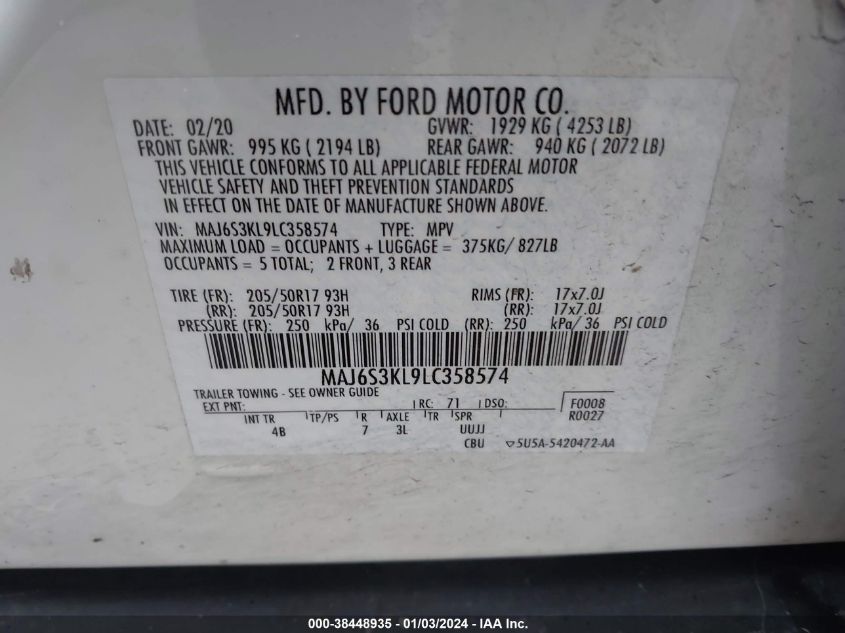 MFD. BY FORD MOTOR CO.
DATE: 02/20 GVWR: 1929 KG ( 4253 LB)
FRONT GAWR: 995 KG ( 2194 LB) REAR GAWR: 940 KG ( 2072 LB)
THIS VEHICLE CONFORMS TO ALL APPLICABLE FEDERAL MOTOR
VEHICLE SAFETY AND THEFT PREVENTION STANDARDS
IN EFFECT ON THE DATE OF MANUFACTURE SHOWN ABOVE.
VIN: MAJ6S3KL9LC358574 TYPE: MPV
MAXIMUM LOAD = OCCUPANTS + LUGGAGE = 375KG/ 827LB
OCCUPANTS = 5 TOTAL; 2 FRONT, 3 REAR
TIRE (FR): 205/50R17 93H RIMS (FR): 17x7.0J
(RR): 205/50R17 93H (RR): 17x7.0J
PRESSURE (FR): 250 kPa/ 36 PSI COLD (RR): 250 kPa/ 36 PSI COLD
MAJ6S3KL9LC358574
TRAILER TOWING - SEE OWNER GUIDE
EXT PNT: RC: 71 DSO: F0008
R0027
INT TR TP/PS R AXLE TR SPR
4B 7 3L UUJJ
CBU ▽5U5A-5420472-AA
000-38448935 - 01/03/2024 - IAA Inc.